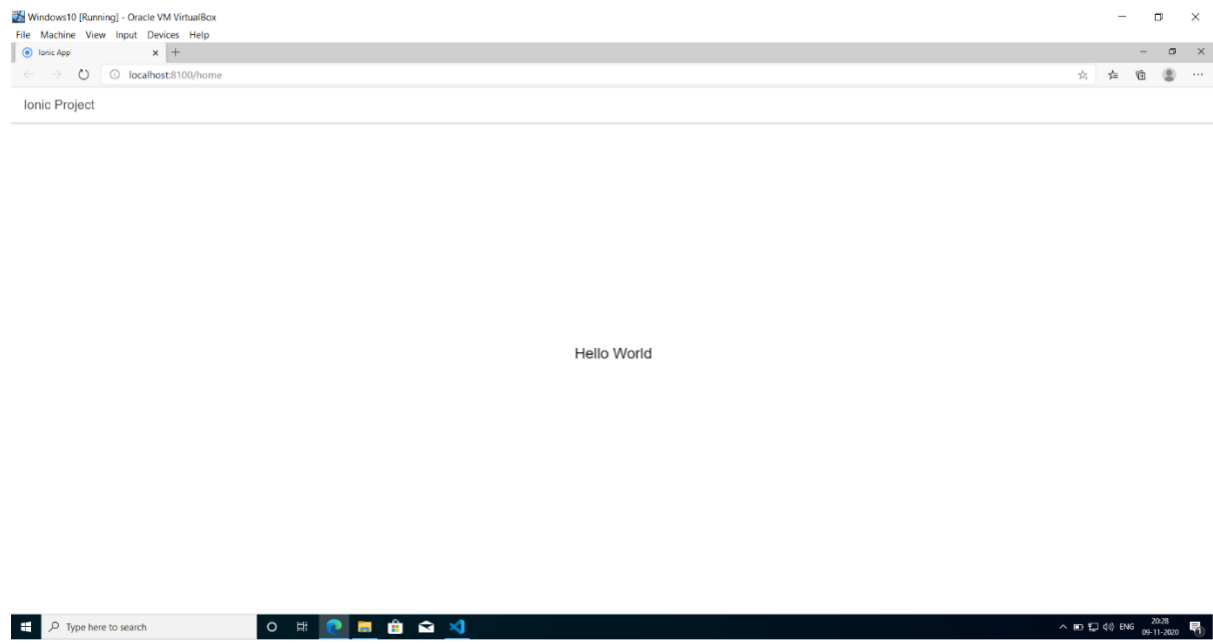 Windows10 [Running] - Oracle VM VirtualBox
File Machine View Input Devices Help
Ionic App
localhost:8100/home
Ionic Project
Hello World
Type here to search
ENG
20:28
09-11-2020
1